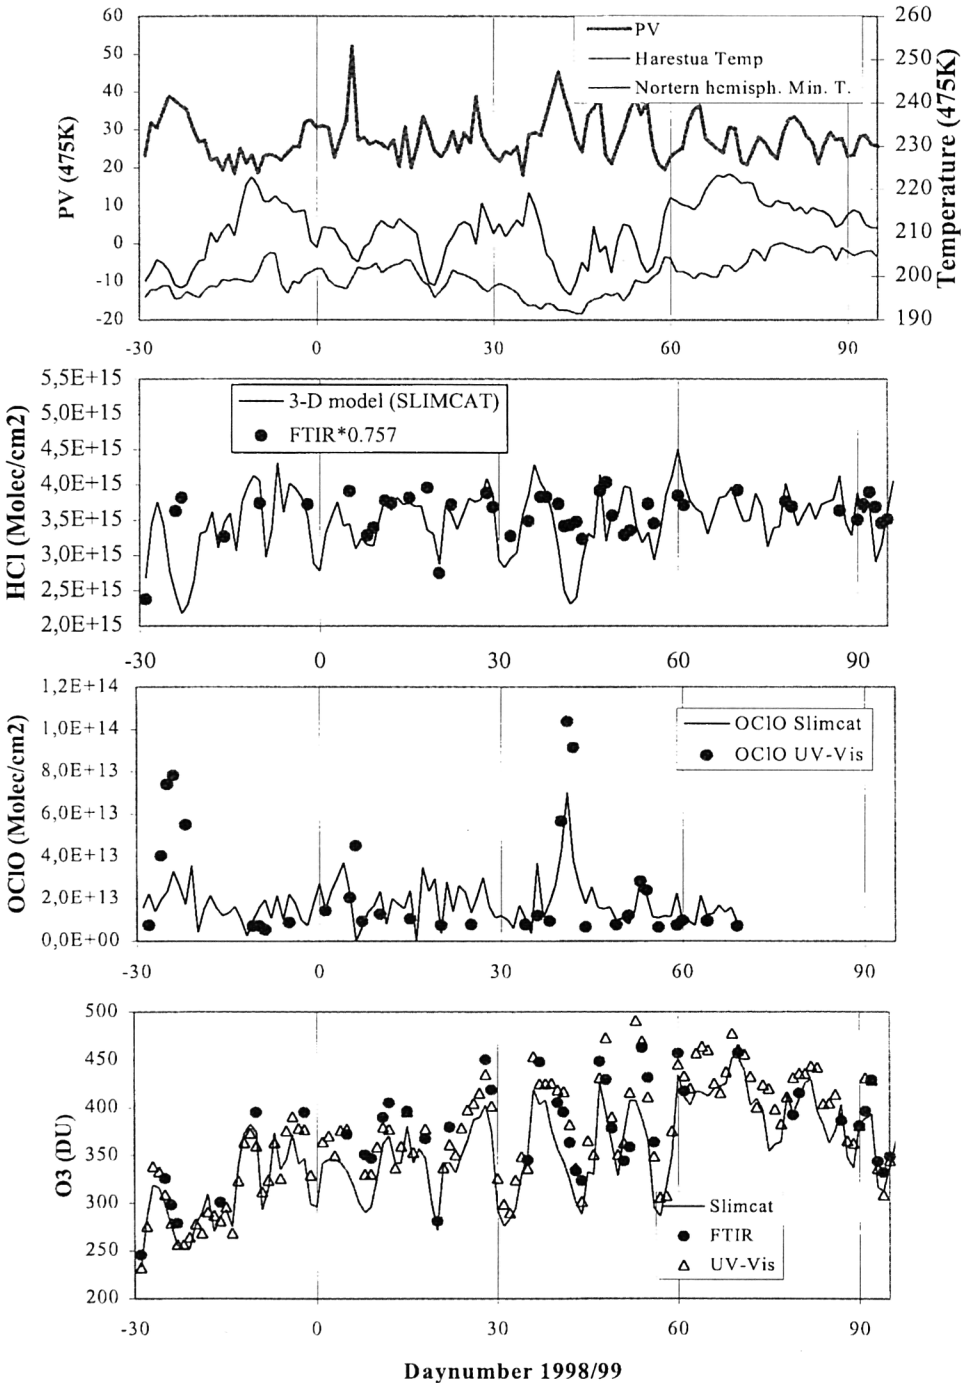 60
50
40
30
20
10
0
-10
-20
PV (475K)
PV
Harestua Temp
Nortern hemisph. Min. T.
260
250
240
230
220
210
200
190
Temperature (475K)
-30 0 30 60 90
5,5E+15
5,0E+15
4,5E+15
4,0E+15
3,5E+15
3,0E+15
2,5E+15
2,0E+15
HCl (Molec/cm2)
3-D model (SLIMCAT)
FTIR*0.757
-30 0 30 60 90
1,2E+14
1,0E+14
8,0E+13
6,0E+13
4,0E+13
2,0E+13
0,0E+00
OClO (Molec/cm2)
OClO Slimcat
OClO UV-Vis
-30 0 30 60 90
500
450
400
350
300
250
200
O3 (DU)
Slimcat
FTIR
UV-Vis
-30 0 30 60 90
Daynumber 1998/99